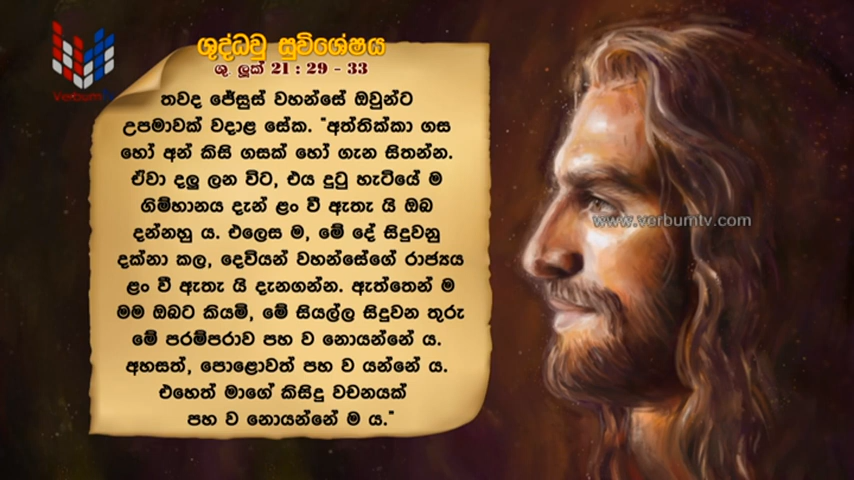 VerbumTV
ශුද්ධවූ සුවිශේෂය
ශු. ලූක් 21 : 29 - 33
තවද ජේසුස් වහන්සේ ඔවුන්ට
උපමාවක් වදාළ සේක. "අත්තික්කා ගස
හෝ අන් කිසි ගසක් හෝ ගැන සිතන්න.
ඒවා දලු ලන විට, එය දුටු හැටියේ ම
ගිම්හානය දැන් ළං වී ඇතැ යි ඔබ
දන්නහු ය. එලෙස ම, මේ දේ සිදුවනු
දක්නා කල, දෙවියන් වහන්සේගේ රාජ්‍යය
ළං වී ඇතැ යි දැනගන්න. ඇත්තෙන් ම
මම ඔබට කියමි, මේ සියල්ල සිදුවන තුරු
මේ පරම්පරාව පහ ව නොයන්නේ ය.
අහසත්, පොළොවත් පහ ව යන්නේ ය.
එහෙත් මාගේ කිසිදු වචනයක්
පහ ව නොයන්නේ ම ය."
www.verbumtv.com